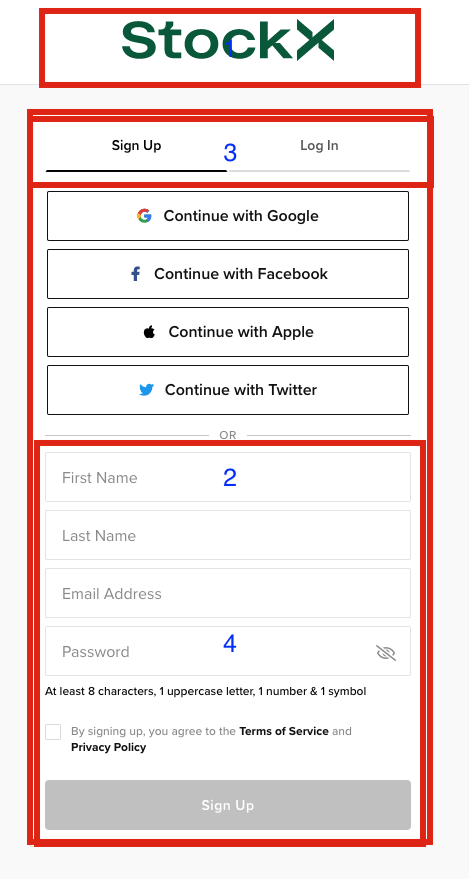 StockX
1
Sign Up 3 Log In
Continue with Google
Continue with Facebook
Continue with Apple
Continue with Twitter
OR
First Name 2
Last Name
Email Address
Password 4
At least 8 characters, 1 uppercase letter, 1 number & 1 symbol
By signing up, you agree to the Terms of Service and
Privacy Policy
Sign Up